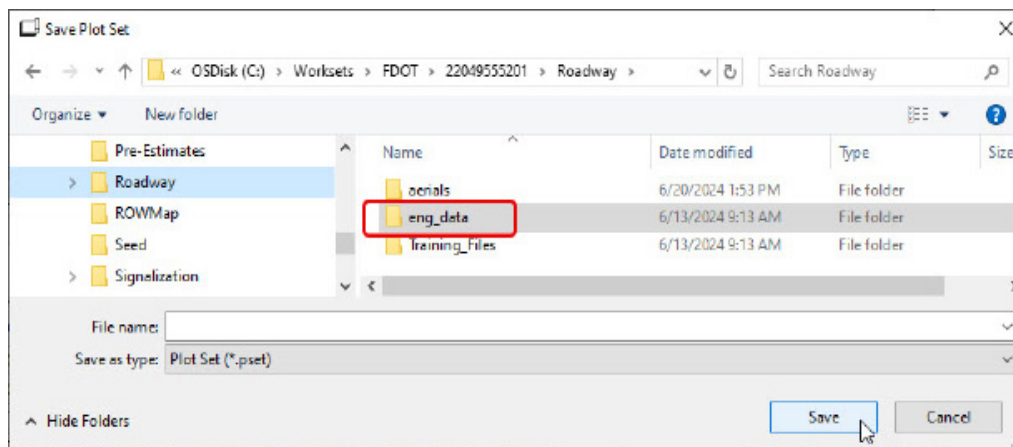 Save Plot Set
« OSDisk (C:) > Worksets > FDOT > 22049555201 > Roadway > Search Roadway
Organize New folder
Name Date modified Type Size
Pre-Estimates
Roadway
ROWMap
Seed
Signalization
aerials 6/20/2024 1:53 PM File folder
eng_data 6/13/2024 9:13 AM File folder
Training_Files 6/13/2024 9:13 AM File folder
File name:
Save as type: Plot Set (*.pset)
Hide Folders Save Cancel